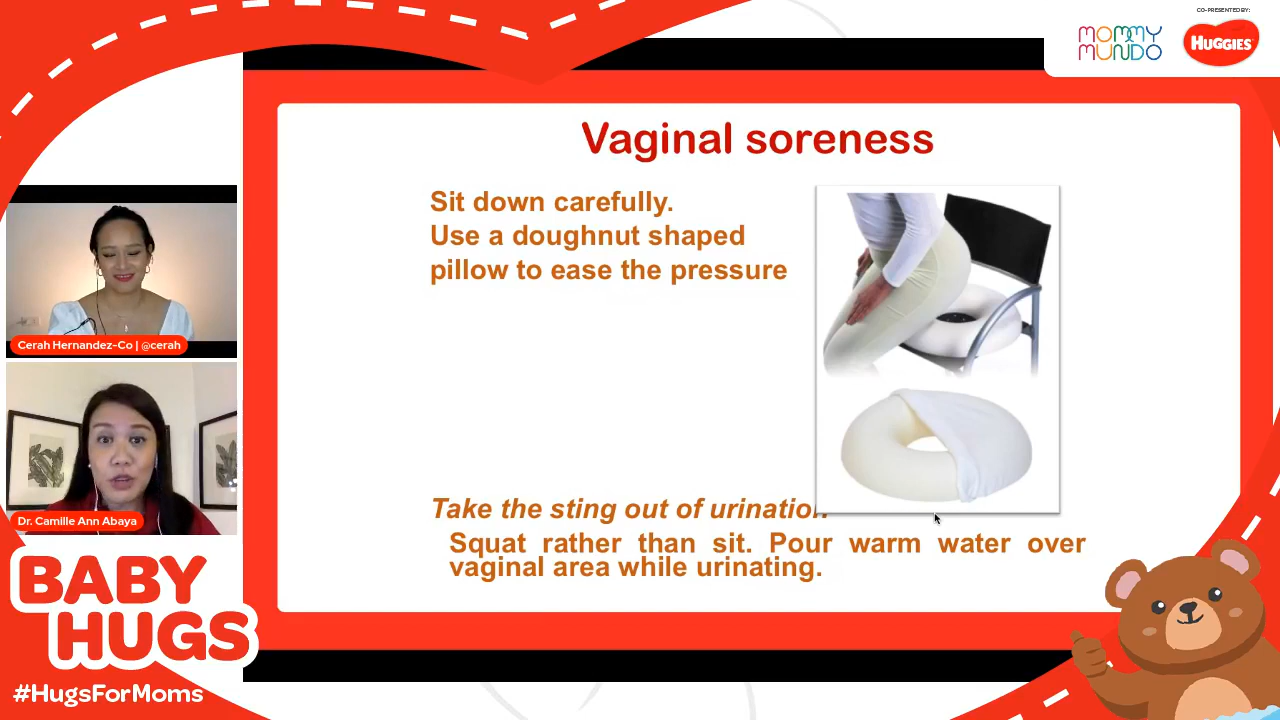 CO-PRESENTED BY:
MOMMY
MUNDO
HUGGIES
Vaginal soreness
Sit down carefully.
Use a doughnut shaped
pillow to ease the pressure
Cerah Hernandez-Co | @cerah
Dr. Camille Ann Abaya
Take the sting out of urination
Squat rather than sit. Pour warm water over
vaginal area while urinating.
BABY
HUGS
#HugsForMoms